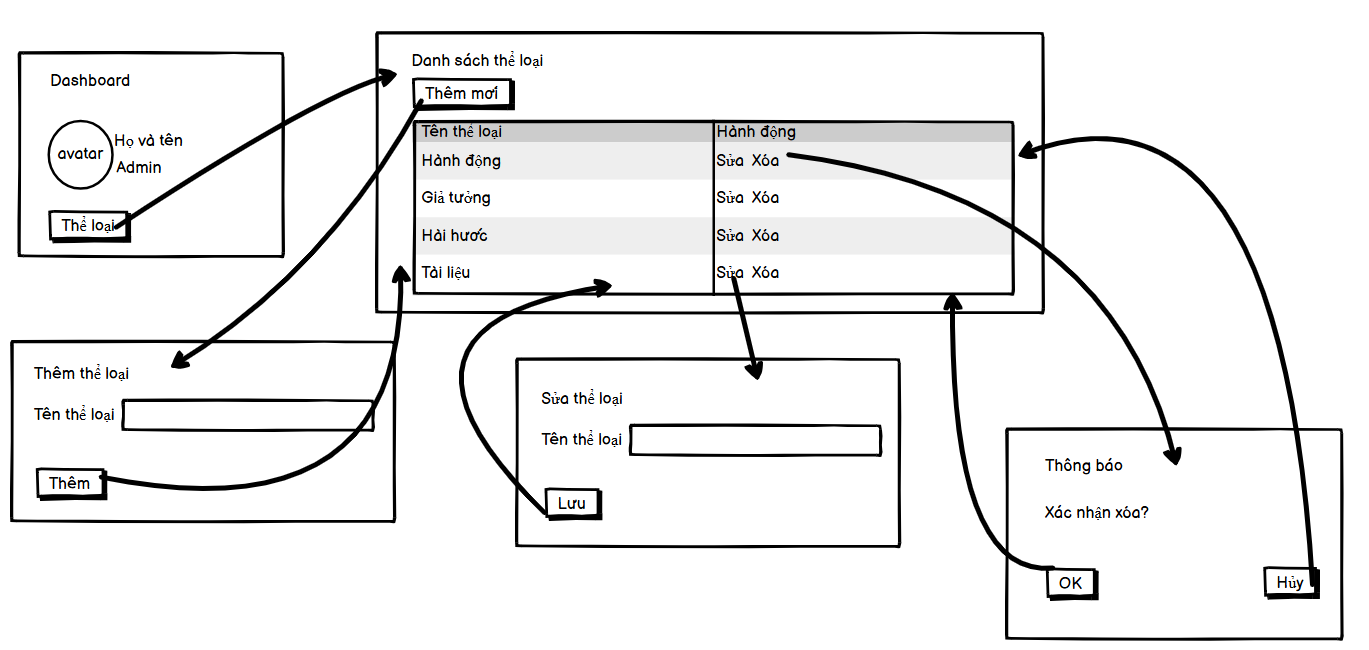 Dashboard
avatar
Họ và tên
Admin
Thể loại
Danh sách thể loại
Thêm mới
Tên thể loại Hành động
Hành động Sửa Xóa
Giả tưởng Sửa Xóa
Hài hước Sửa Xóa
Tài liệu Sửa Xóa
Thêm thể loại
Tên thể loại
Thêm
Sửa thể loại
Tên thể loại
Lưu
Thông báo
Xác nhận xóa?
OK Hủy